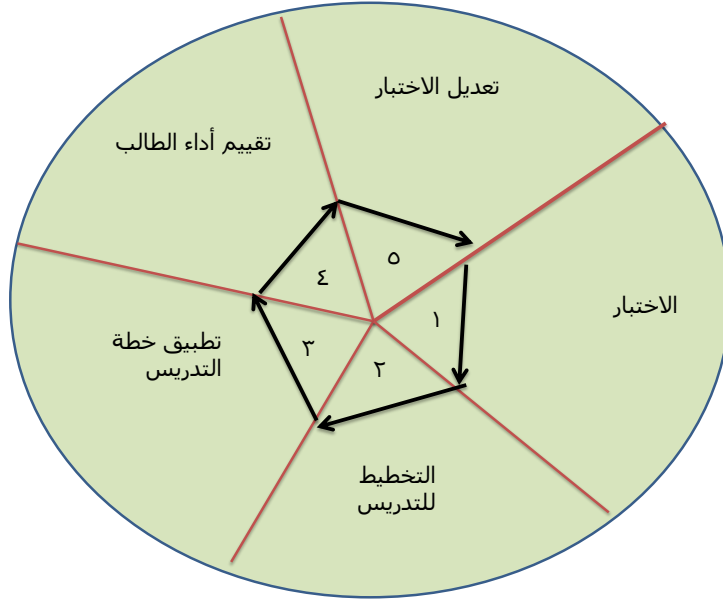 تعديل الاختبار
تقييم أداء الطالب
٥
٤
١
الاختبار
تطبيق خطة
التدريس
٣
٢
التخطيط
للتدريس